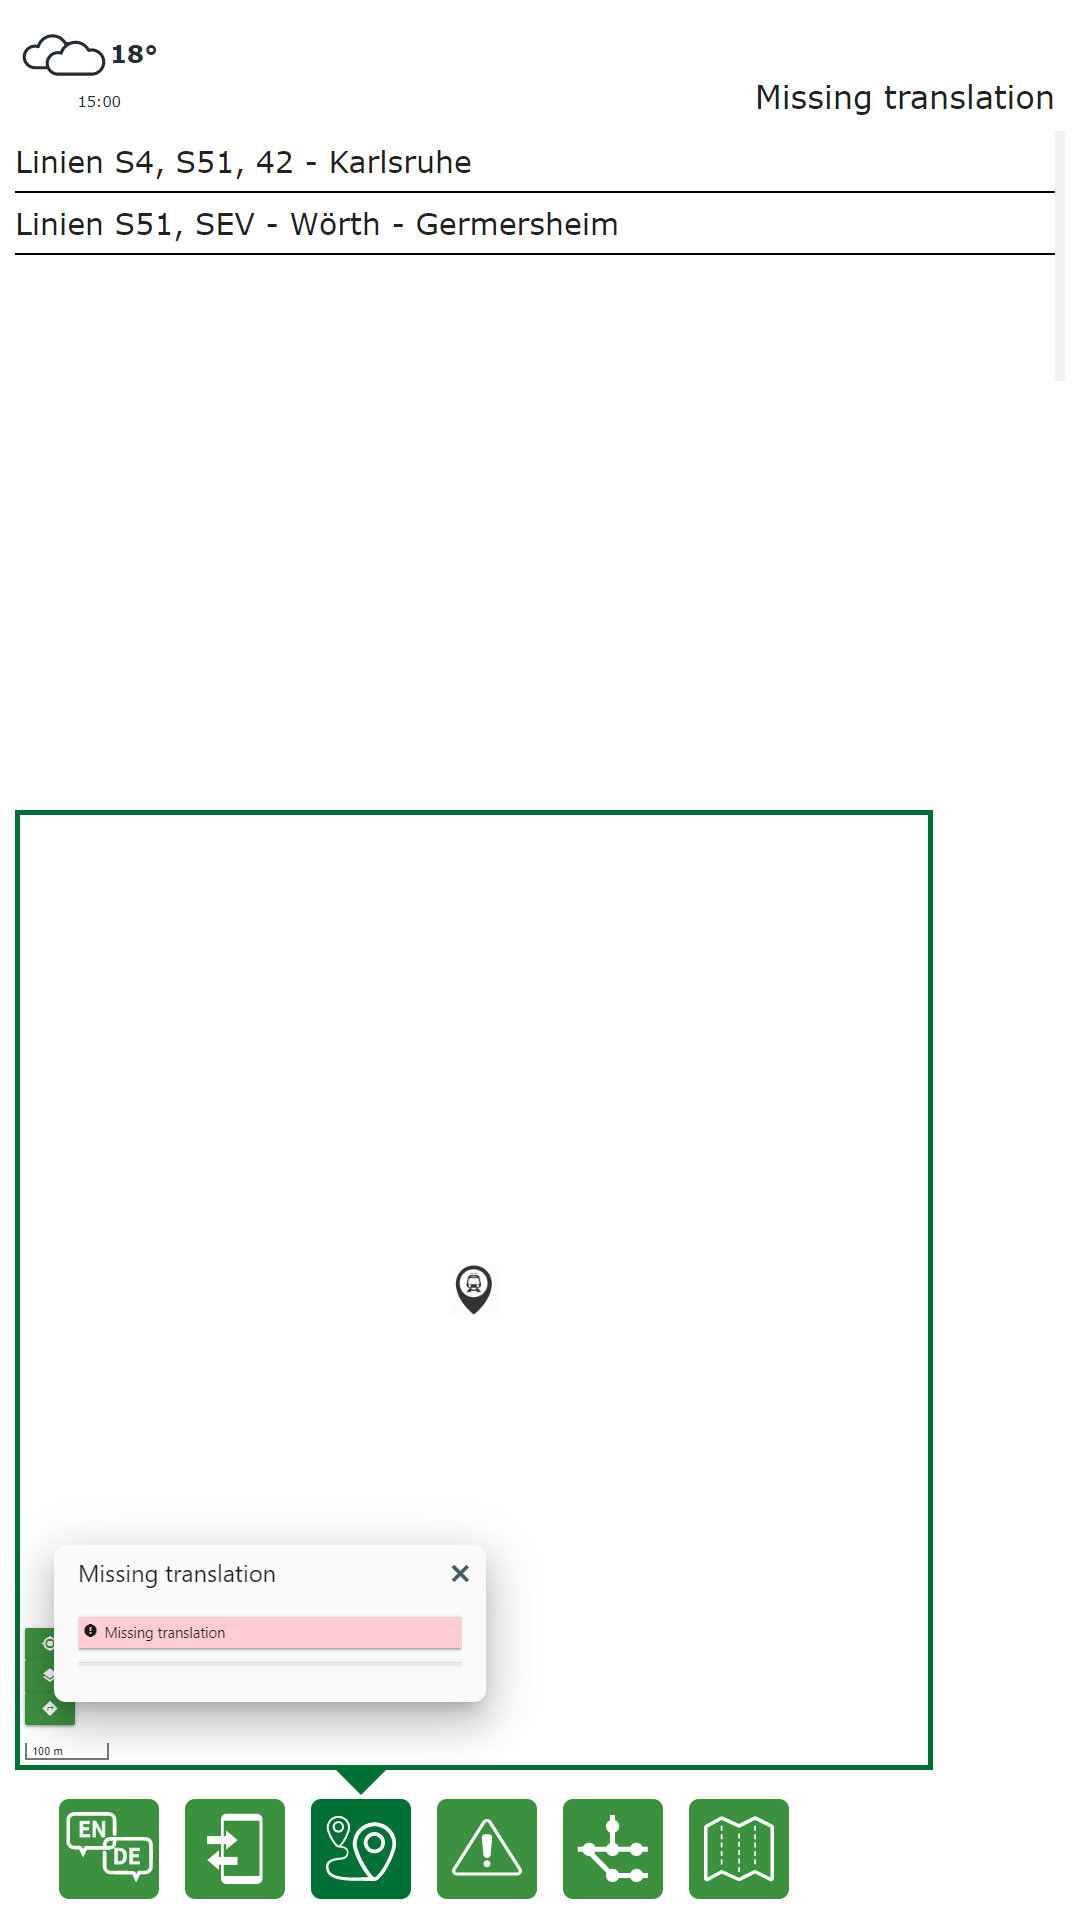 18°
15:00
Missing translation
Linien S4, S51, 42 - Karlsruhe
Linien S51, SEV - Wörth - Germersheim
Missing translation
Missing translation
100 m
EN
DE